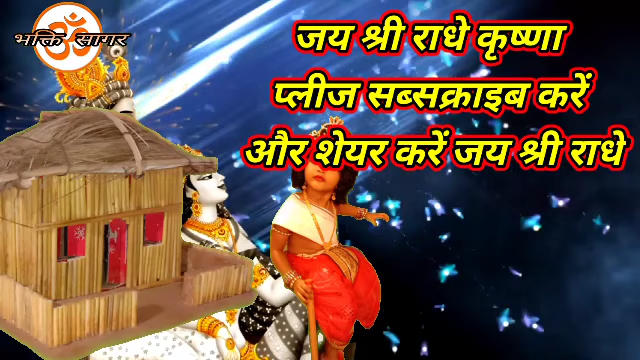 भक्ति सागर
जय श्री राधे कृष्णा
प्लीज सब्सक्राइब करें
और शेयर करें जय श्री राधे